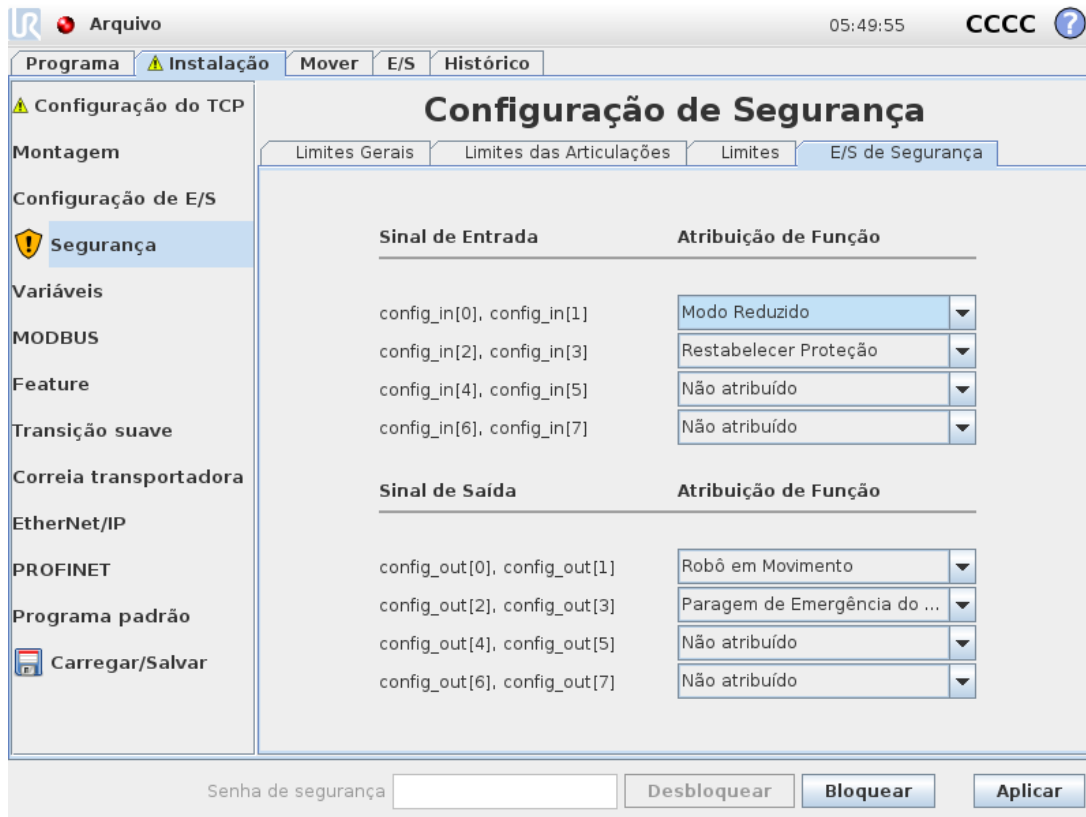 UR Arquivo 05:49:55 CCCC ?
Programa Instalação Mover E/S Histórico
Configuração do TCP
Montagem
Configuração de E/S
Segurança
Variáveis
MODBUS
Feature
Transição suave
Correia transportadora
EtherNet/IP
PROFINET
Programa padrão
Carregar/Salvar
Configuração de Segurança
Limites Gerais Limites das Articulações Limites E/S de Segurança
Sinal de Entrada Atribuição de Função
config_in[0], config_in[1] Modo Reduzido
config_in[2], config_in[3] Restabelecer Proteção
config_in[4], config_in[5] Não atribuído
config_in[6], config_in[7] Não atribuído
Sinal de Saída Atribuição de Função
config_out[0], config_out[1] Robô em Movimento
config_out[2], config_out[3] Paragem de Emergência do ...
config_out[4], config_out[5] Não atribuído
config_out[6], config_out[7] Não atribuído
Senha de segurança Desbloquear Bloquear Aplicar